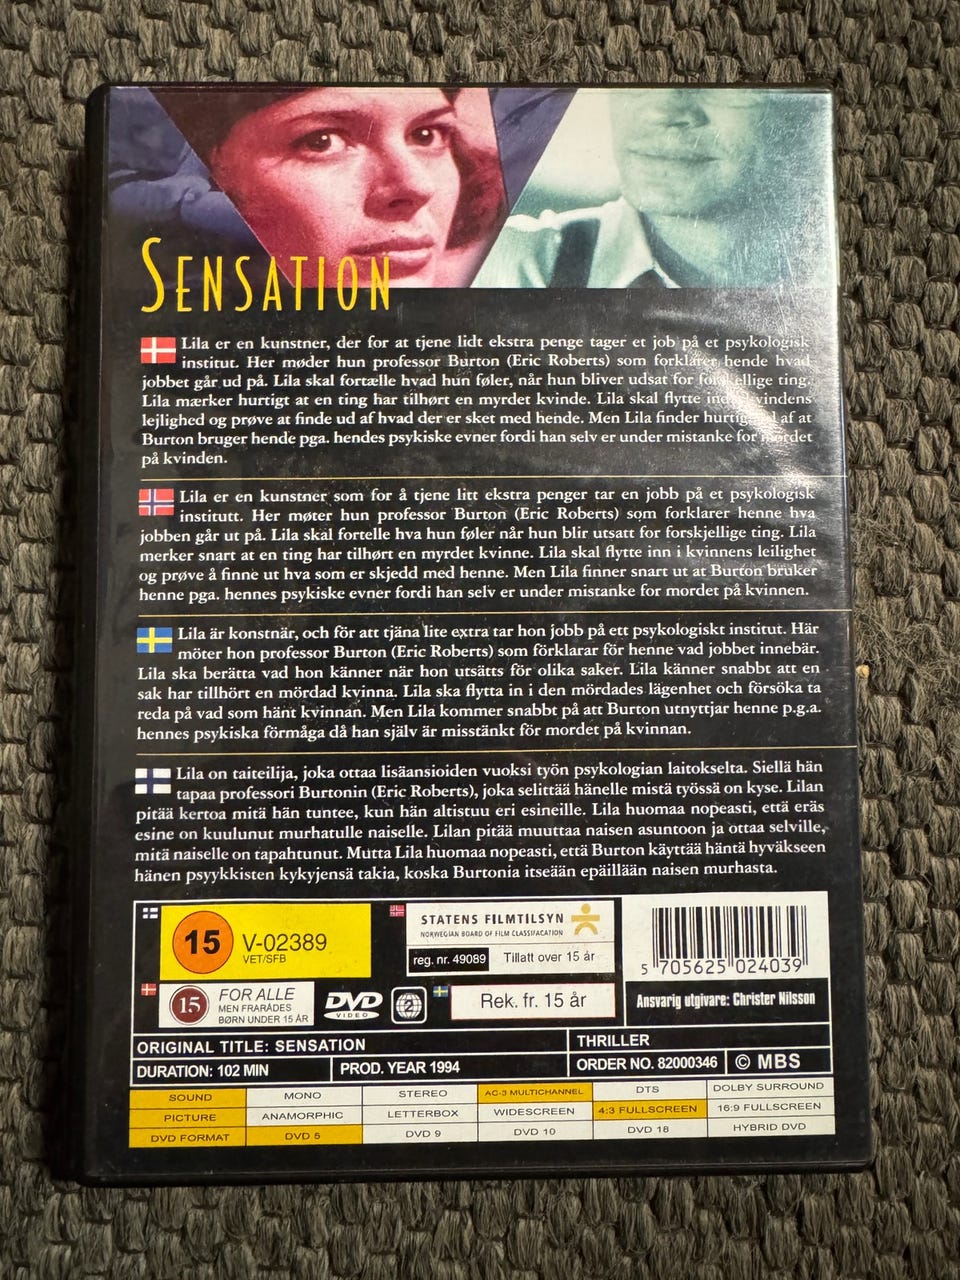 SENSATION
Lila er en kunstner, der for at tjene lidt ekstra penge tager et job på et psykologisk
institut. Her møder hun professor Burton (Eric Roberts) som forklarer hende hvad
jobbet går ud på. Lila skal fortælle hvad hun føler, når hun bliver udsat for forskellige ting.
Lila mærker hurtigt at en ting har tilhørt en myrdet kvinde. Lila skal flytte ind i kvindens
lejlighed og prøve at finde ud af hvad der er sket med hende. Men Lila finder hurtigt ud af at
Burton bruger hende pga. hendes psykiske evner fordi han selv er under mistanke for mordet
på kvinden.
Lila er en kunstner som for å tjene litt ekstra penger tar en jobb på et psykologisk
institutt. Her møter hun professor Burton (Eric Roberts) som forklarer henne hva
jobben går ut på. Lila skal fortelle hva hun føler når hun blir utsatt for forskjellige ting. Lila
merker snart at en ting har tilhørt en myrdet kvinne. Lila skal flytte inn i kvinnens leilighet
og prøve å finne ut hva som er skjedd med henne. Men Lila finner snart ut at Burton bruker
henne pga. hennes psykiske evner fordi han selv er under mistanke for mordet på kvinnen.
Lila är konstnär, och för att tjäna lite extra tar hon jobb på ett psykologiskt institut. Här
möter hon professor Burton (Eric Roberts) som förklarar för henne vad jobbet innebär.
Lila ska berätta vad hon känner när hon utsätts för olika saker. Lila känner snabbt att en
sak har tillhört en mördad kvinna. Lila ska flytta in i den mördades lägenhet och försöka ta
reda på vad som hänt kvinnan. Men Lila kommer snabbt på att Burton utnyttjar henne p.g.a.
hennes psykiska förmåga då han själv är misstänkt för mordet på kvinnan.
Lila on taiteilija, joka ottaa lisäansioiden vuoksi työn psykologian laitokselta. Siellä hän
tapaa professori Burtonin (Eric Roberts), joka selittää hänelle mistä työssä on kyse. Lilan
pitää kertoa mitä hän tuntee, kun hän altistuu eri esineille. Lila huomaa nopeasti, että eräs
esine on kuulunut murhatulle naiselle. Lilan pitää muuttaa naisen asuntoon ja ottaa selville,
mitä naiselle on tapahtunut. Mutta Lila huomaa nopeasti, että Burton käyttää häntä hyväkseen
hänen psyykkisten kykyjensä takia, koska Burtonia itseään epäillään naisen murhasta.
15 V-02389
VET/SFB
STATENS FILMTILSYN
NORWEGIAN BOARD OF FILM CLASSIFACATION
reg. nr. 49089 Tillatt over 15 år
5 705625 024039
15 FOR ALLE
MEN FRARÅDES
BØRN UNDER 15 ÅR
DVD
VIDEO
2
Rek. fr. 15 år
Ansvarig utgivare: Christer Nilsson
ORIGINAL TITLE: SENSATION THRILLER
DURATION: 102 MIN PROD. YEAR 1994 ORDER NO. 82000346 © MBS
SOUND MONO STEREO AC-3 MULTICHANNEL DTS DOLBY SURROUND
PICTURE ANAMORPHIC LETTERBOX WIDESCREEN 4:3 FULLSCREEN 16:9 FULLSCREEN
DVD FORMAT DVD 5 DVD 9 DVD 10 DVD 18 HYBRID DVD